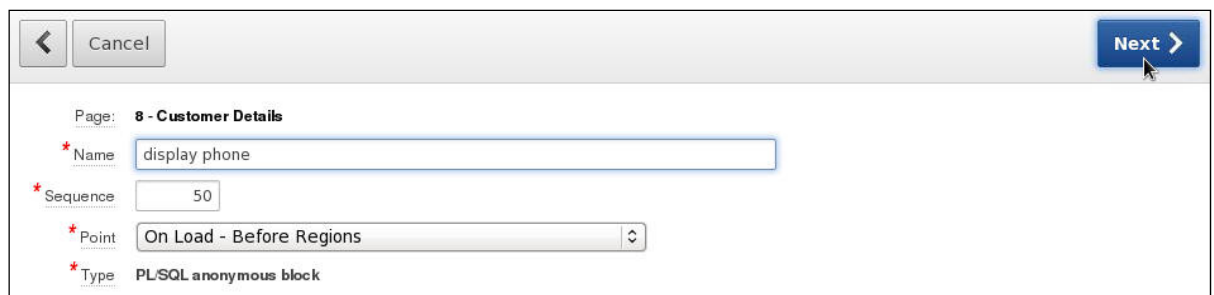 Cancel
Next
Page: 8 - Customer Details
* Name display phone
* Sequence 50
* Point On Load - Before Regions
* Type PL/SQL anonymous block